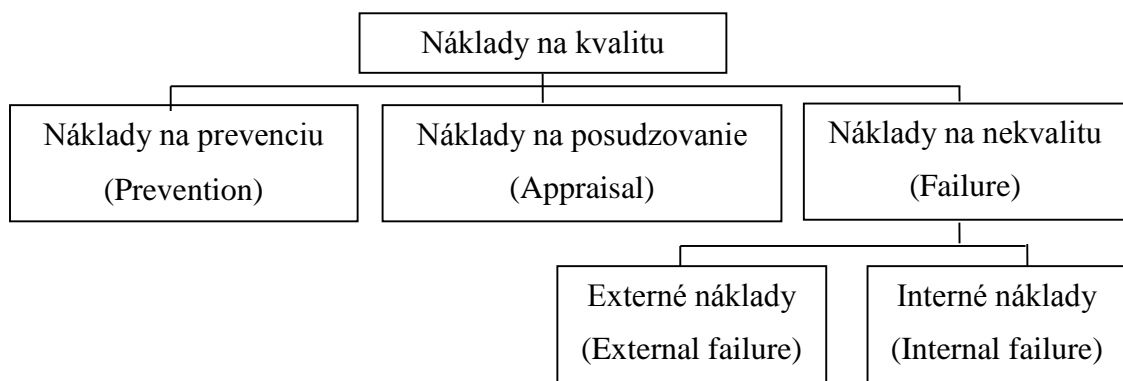 Náklady na kvalitu
Náklady na prevenciu
(Prevention)
Náklady na posudzovanie
(Appraisal)
Náklady na nekvalitu
(Failure)
Externé náklady
(External failure)
Interné náklady
(Internal failure)